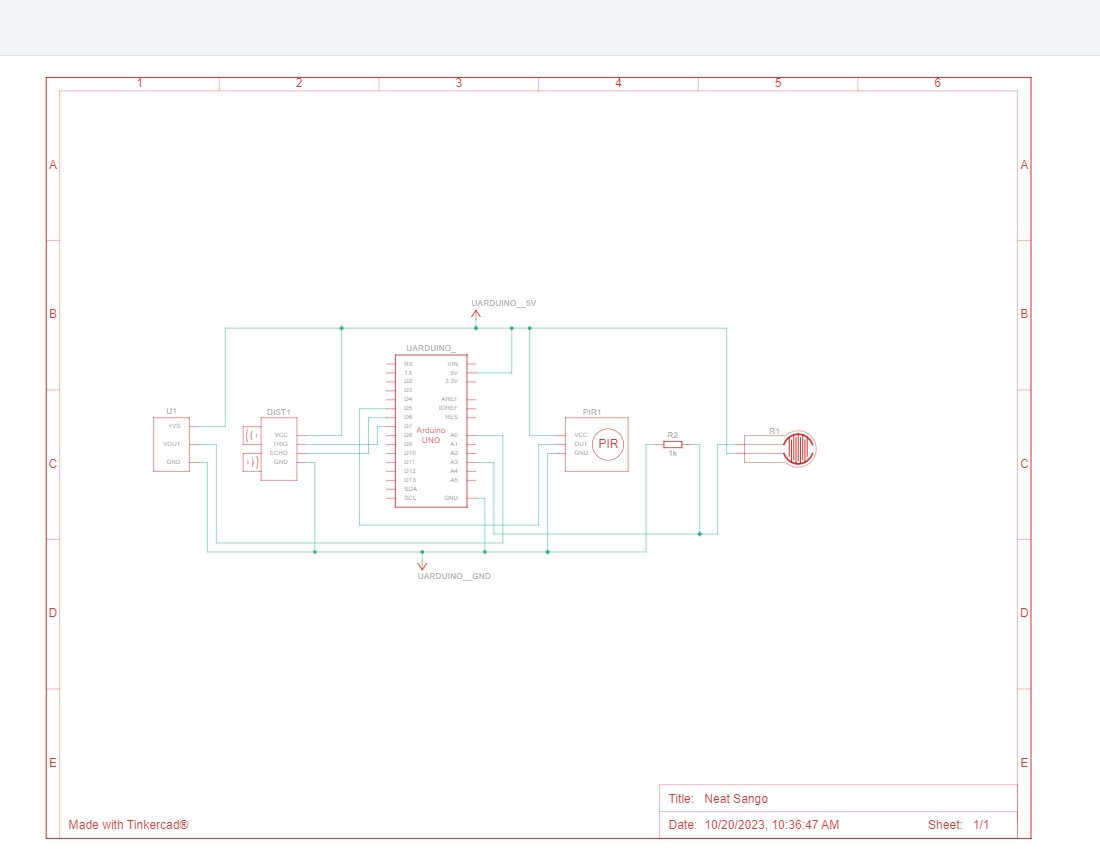 1 2 3 4 5 6
A A
UARDUINO__5V
B B
UARDUINO_
RX VIN
TX 5V
D2 3.3V
D3
D4 AREF
D5 IOREF
D6 RES
D7
D8 A0
D9 A1
D10 A2
D11 A3
D12 A4
D13 A5
SDA
SCL GND
Arduino
UNO
U1
+VS
VOUT
GND
DIST1
VCC
TRIG
ECHO
GND
PIR1
VCC
OUT
GND
PIR
R2
1k
R1
C C
UARDUINO__GND
D D
E E
Title: Neat Sango
Made with Tinkercad®
Date: 10/20/2023, 10:36:47 AM Sheet: 1/1